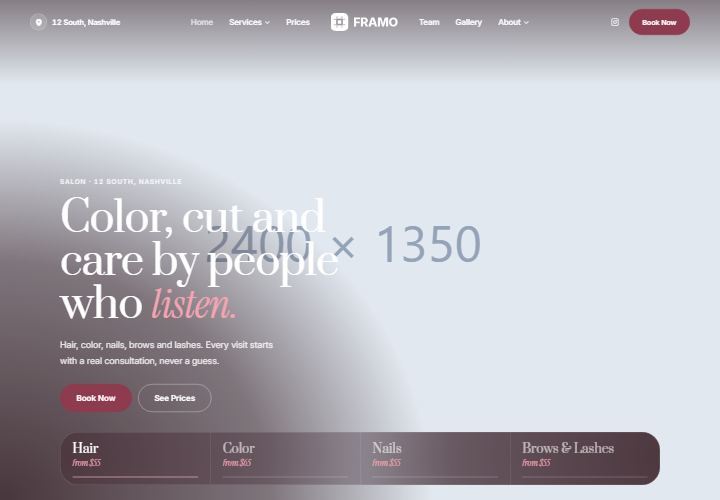 12 South, Nashville
Home
Services
Prices
FRAMO
Team
Gallery
About
Book Now
SALON · 12 SOUTH, NASHVILLE
2400 × 1350
Color, cut and
care by people
who listen.
Hair, color, nails, brows and lashes. Every visit starts
with a real consultation, never a guess.
Book Now
See Prices
Hair
from $55
Color
from $65
Nails
from $55
Brows & Lashes
from $55